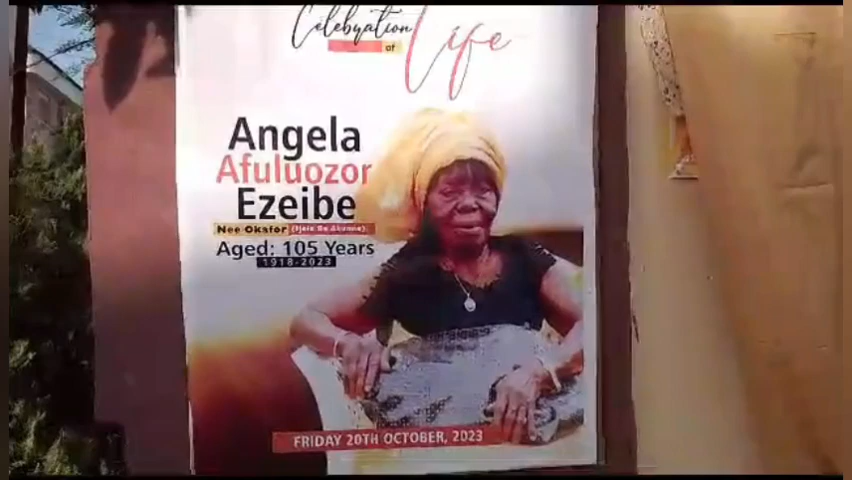 Celebration
of Life
Angela
Afuluozor
Ezeibe
Nee Okafor
Aged: 105 Years
1918-2023
FRIDAY 20TH OCTOBER, 2023